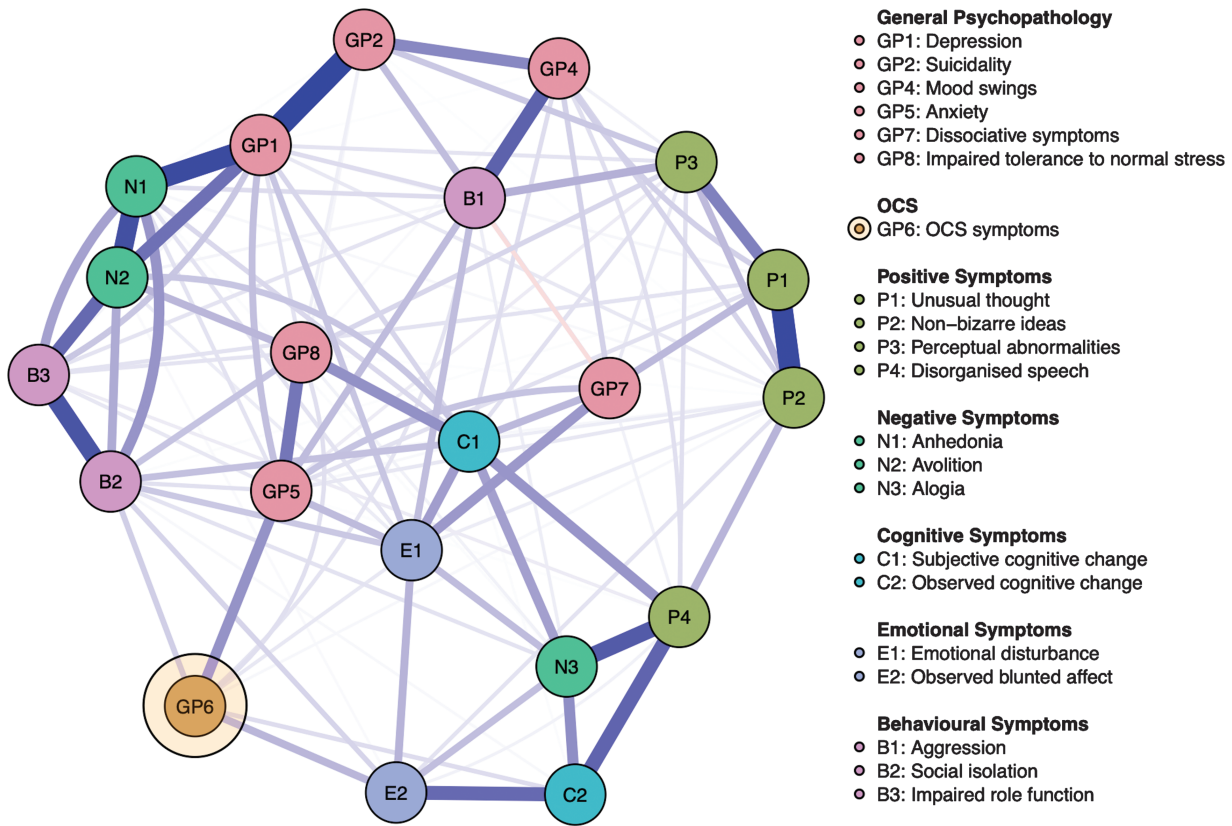 General Psychopathology
GP1: Depression
GP2: Suicidality
GP4: Mood swings
GP5: Anxiety
GP7: Dissociative symptoms
GP8: Impaired tolerance to normal stress
OCS
GP6: OCS symptoms
Positive Symptoms
P1: Unusual thought
P2: Non−bizarre ideas
P3: Perceptual abnormalities
P4: Disorganised speech
Negative Symptoms
N1: Anhedonia
N2: Avolition
N3: Alogia
Cognitive Symptoms
C1: Subjective cognitive change
C2: Observed cognitive change
Emotional Symptoms
E1: Emotional disturbance
E2: Observed blunted affect
Behavioural Symptoms
B1: Aggression
B2: Social isolation
B3: Impaired role function
GP2
GP4
GP1
P3
N1
B1
N2
P1
GP8
B3
GP7
P2
C1
B2
GP5
E1
P4
N3
GP6
E2
C2